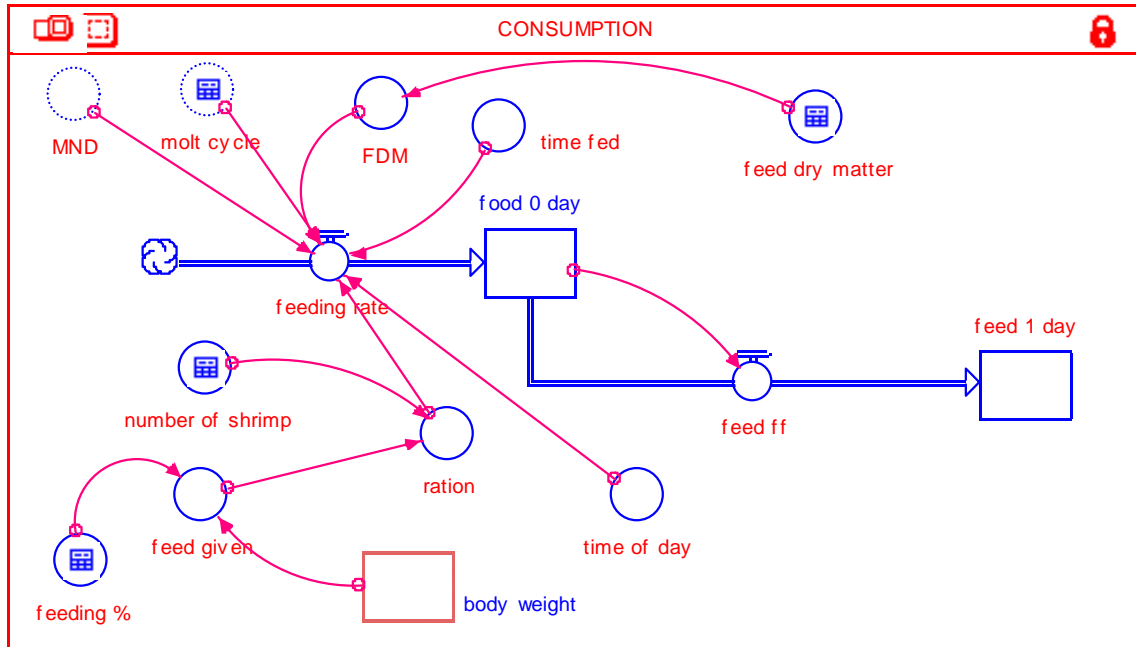 CONSUMPTION
MND
molt cycle
FDM
time fed
feed dry matter
food 0 day
feeding rate
feed 1 day
number of shrimp
feed ff
ration
feed given
time of day
feeding %
body weight